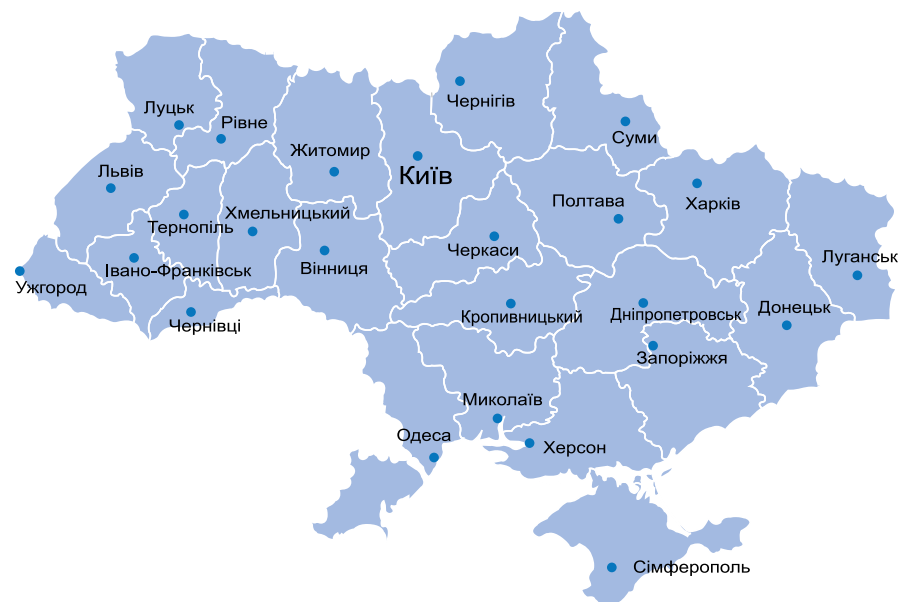 Чернігів
Луцьк
Рівне
Суми
Житомир
Київ
Львів
Полтава
Харків
Хмельницький
Тернопіль
Черкаси
Луганськ
Івано-Франківськ
Вінниця
Ужгород
Донецьк
Кропивницький
Дніпропетровськ
Чернівці
Запоріжжя
Миколаїв
Одеса
Херсон
Сімферополь